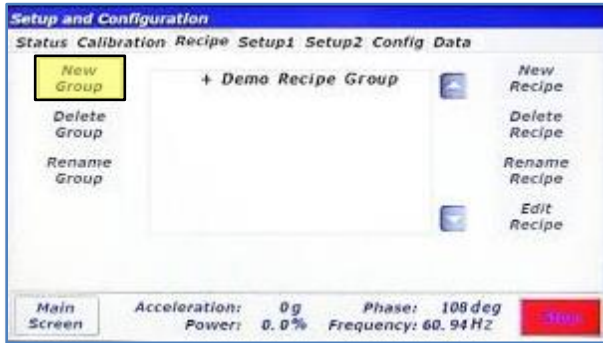 Setup and Configuration
Status Calibration Recipe Setup1 Setup2 Config Data
New
Group
Delete
Group
Rename
Group
+ Demo Recipe Group
New
Recipe
Delete
Recipe
Rename
Recipe
Edit
Recipe
Main
Screen
Acceleration: 0 g
Power: 0.0%
Phase: 108 deg
Frequency: 60.94 Hz
Stop